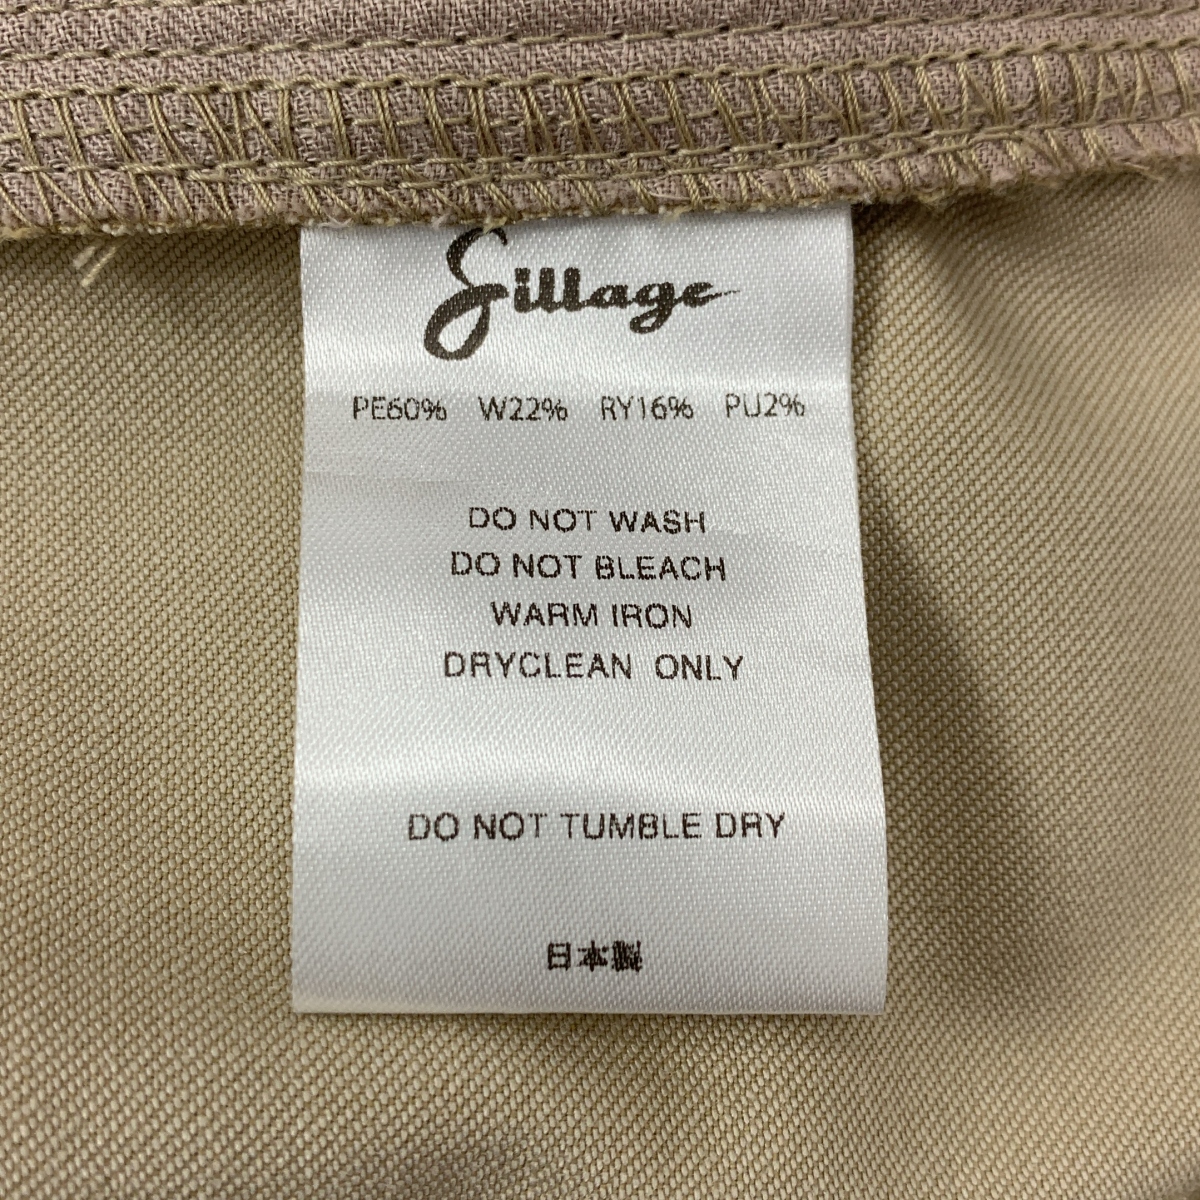 Sillage
PE60% W22% RY16% PU2%
DO NOT WASH
DO NOT BLEACH
WARM IRON
DRYCLEAN ONLY
DO NOT TUMBLE DRY
日本製